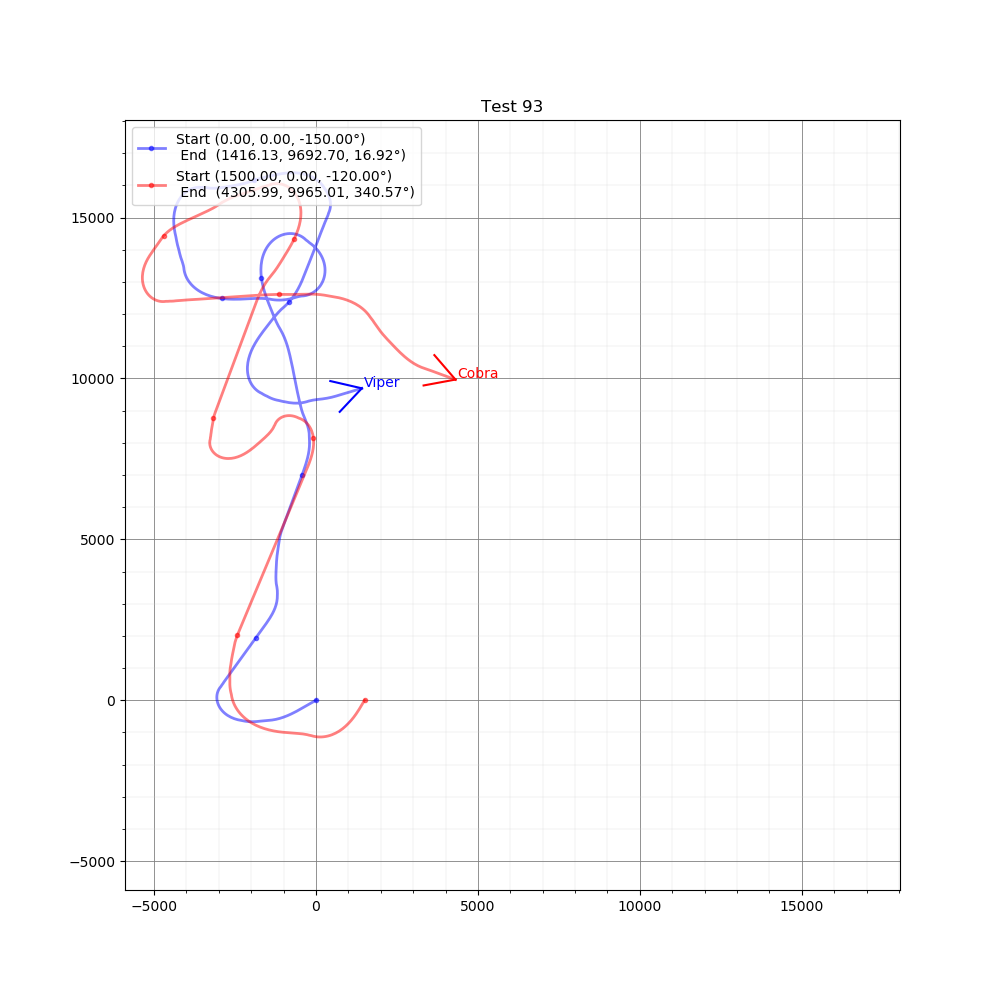 Test 93
Start (0.00, 0.00, -150.00°)
End (1416.13, 9692.70, 16.92°)
Start (1500.00, 0.00, -120.00°)
End (4305.99, 9965.01, 340.57°)
15000
10000
5000
0
−5000
Viper
Cobra
−5000 0 5000 10000 15000